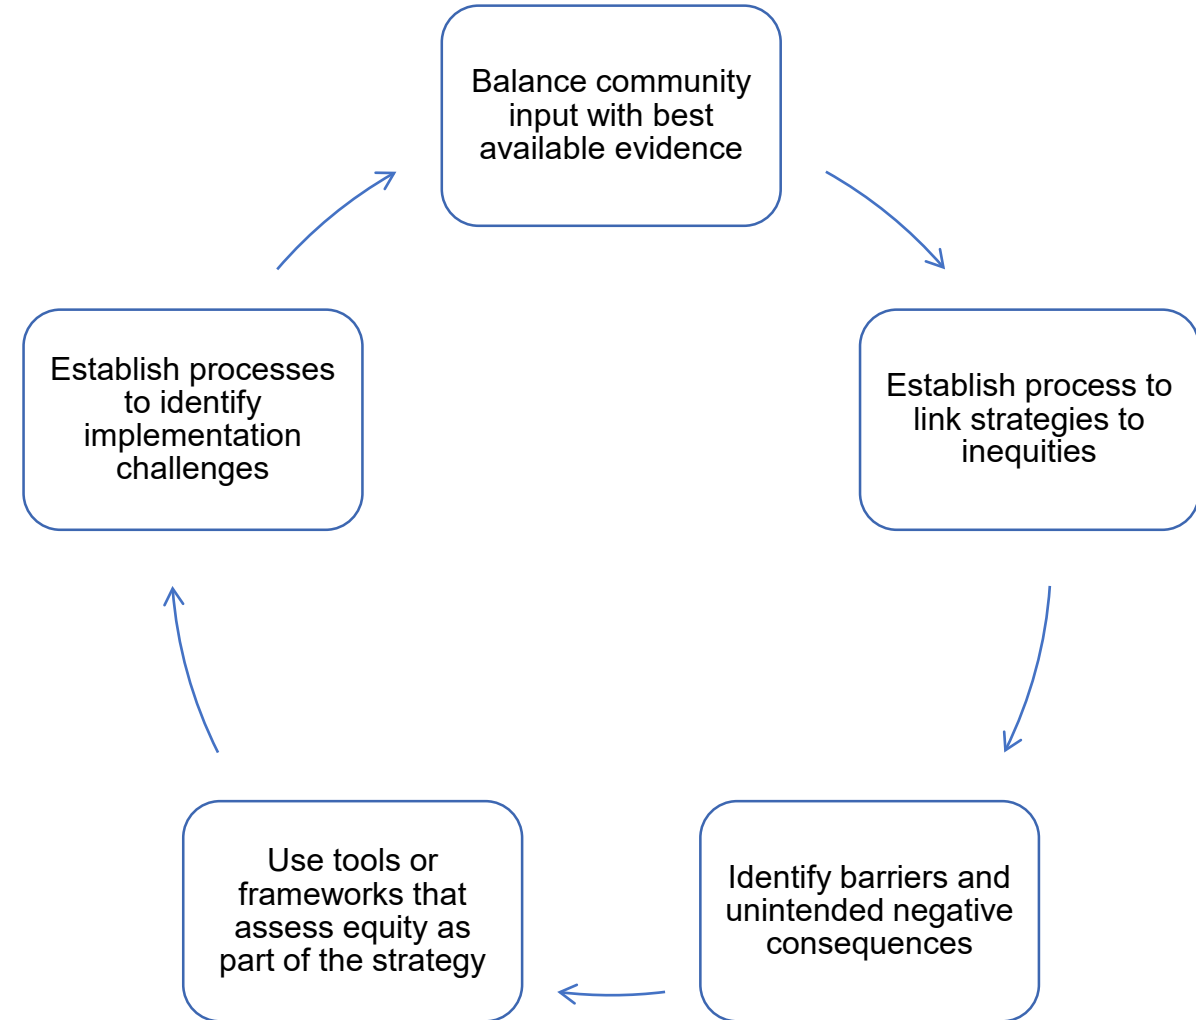 Balance community
input with best
available evidence
Establish process to
link strategies to
inequities
Identify barriers and
unintended negative
consequences
Use tools or
frameworks that
assess equity as
part of the strategy
Establish processes
to identify
implementation
challenges